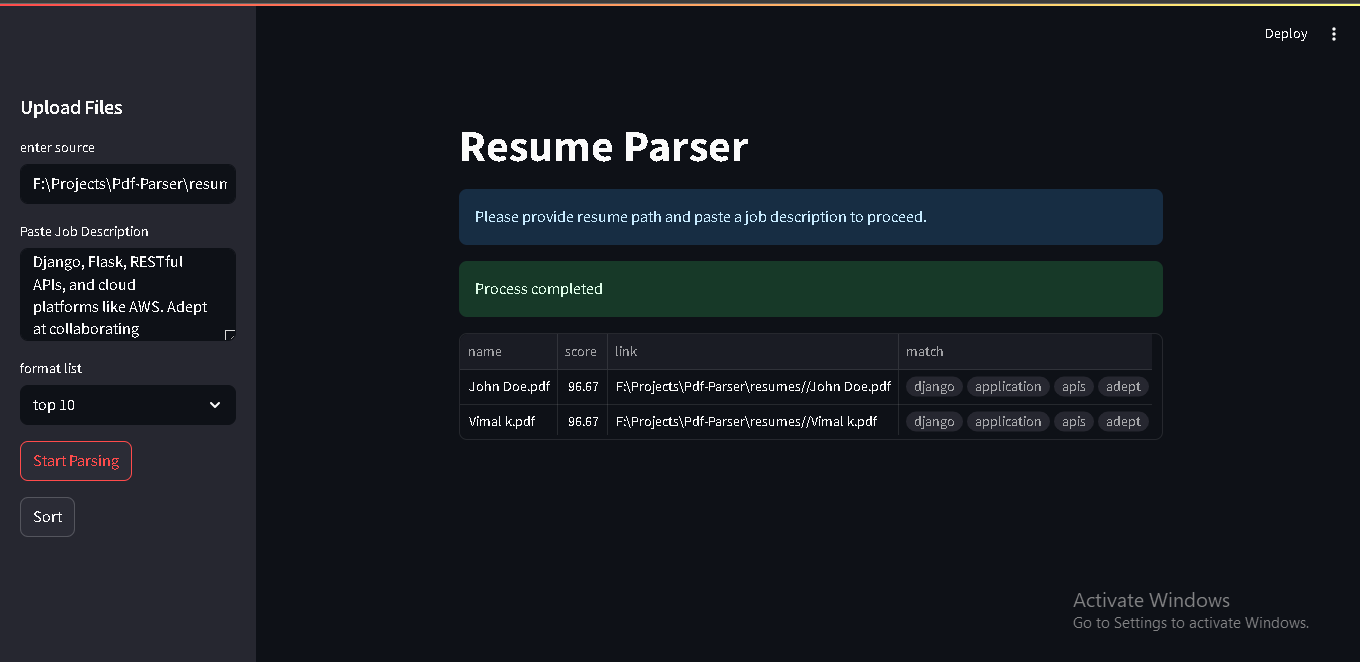 Deploy
Upload Files
enter source
F:\Projects\Pdf-Parser\resum
Paste Job Description
Django, Flask, RESTful
APIs, and cloud
platforms like AWS. Adept
at collaborating
format list
top 10
Start Parsing
Sort
Resume Parser
Please provide resume path and paste a job description to proceed.
Process completed
name score link match
John Doe.pdf 96.67 F:\Projects\Pdf-Parser\resumes//John Doe.pdf django application apis adept
Vimal k.pdf 96.67 F:\Projects\Pdf-Parser\resumes//Vimal k.pdf django application apis adept
Activate Windows
Go to Settings to activate Windows.